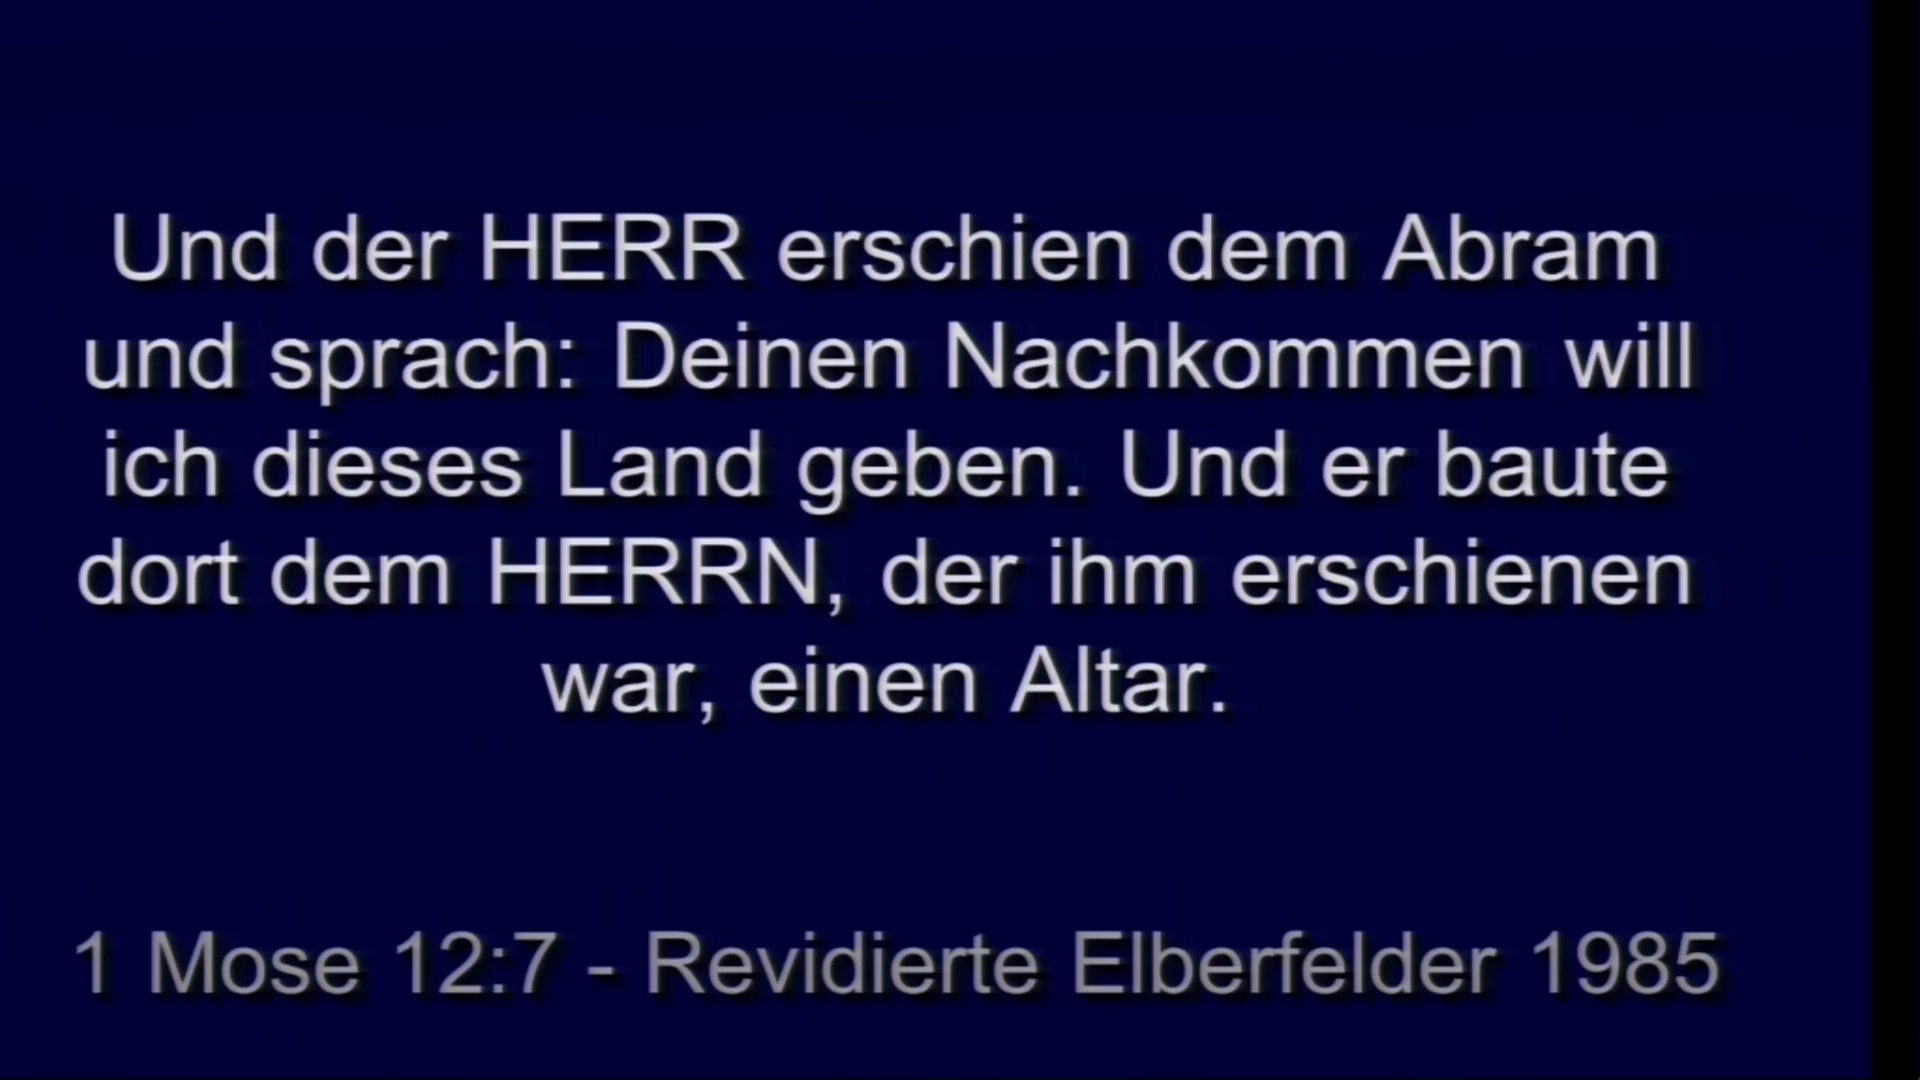 Und der HERR erschien dem Abram
und sprach: Deinen Nachkommen will
ich dieses Land geben. Und er baute
dort dem HERRN, der ihm erschienen
war, einen Altar.
1 Mose 12:7 - Revidierte Elberfelder 1985